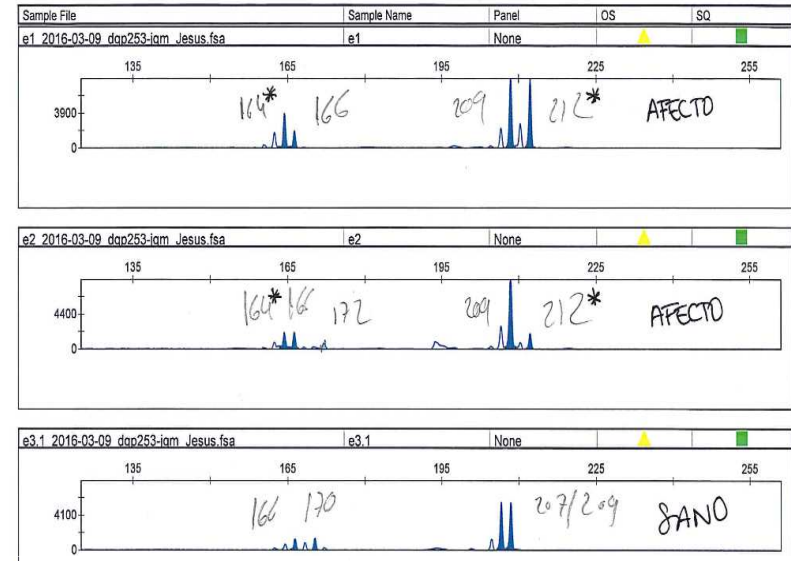 Sample File Sample Name Panel OS SQ
e1_2016-03-09_dgp253-igm_Jesus.fsa e1 None
135 165 195 225 255
3900
0
164* 166 209 212* AFECTO
e2_2016-03-09_dgp253-igm_Jesus.fsa e2 None
135 165 195 225 255
4400
0
164* 166 172 209 212* AFECTO
e3.1_2016-03-09_dgp253-igm_Jesus.fsa e3.1 None
135 165 195 225 255
4100
0
166 170 207/209 SANO